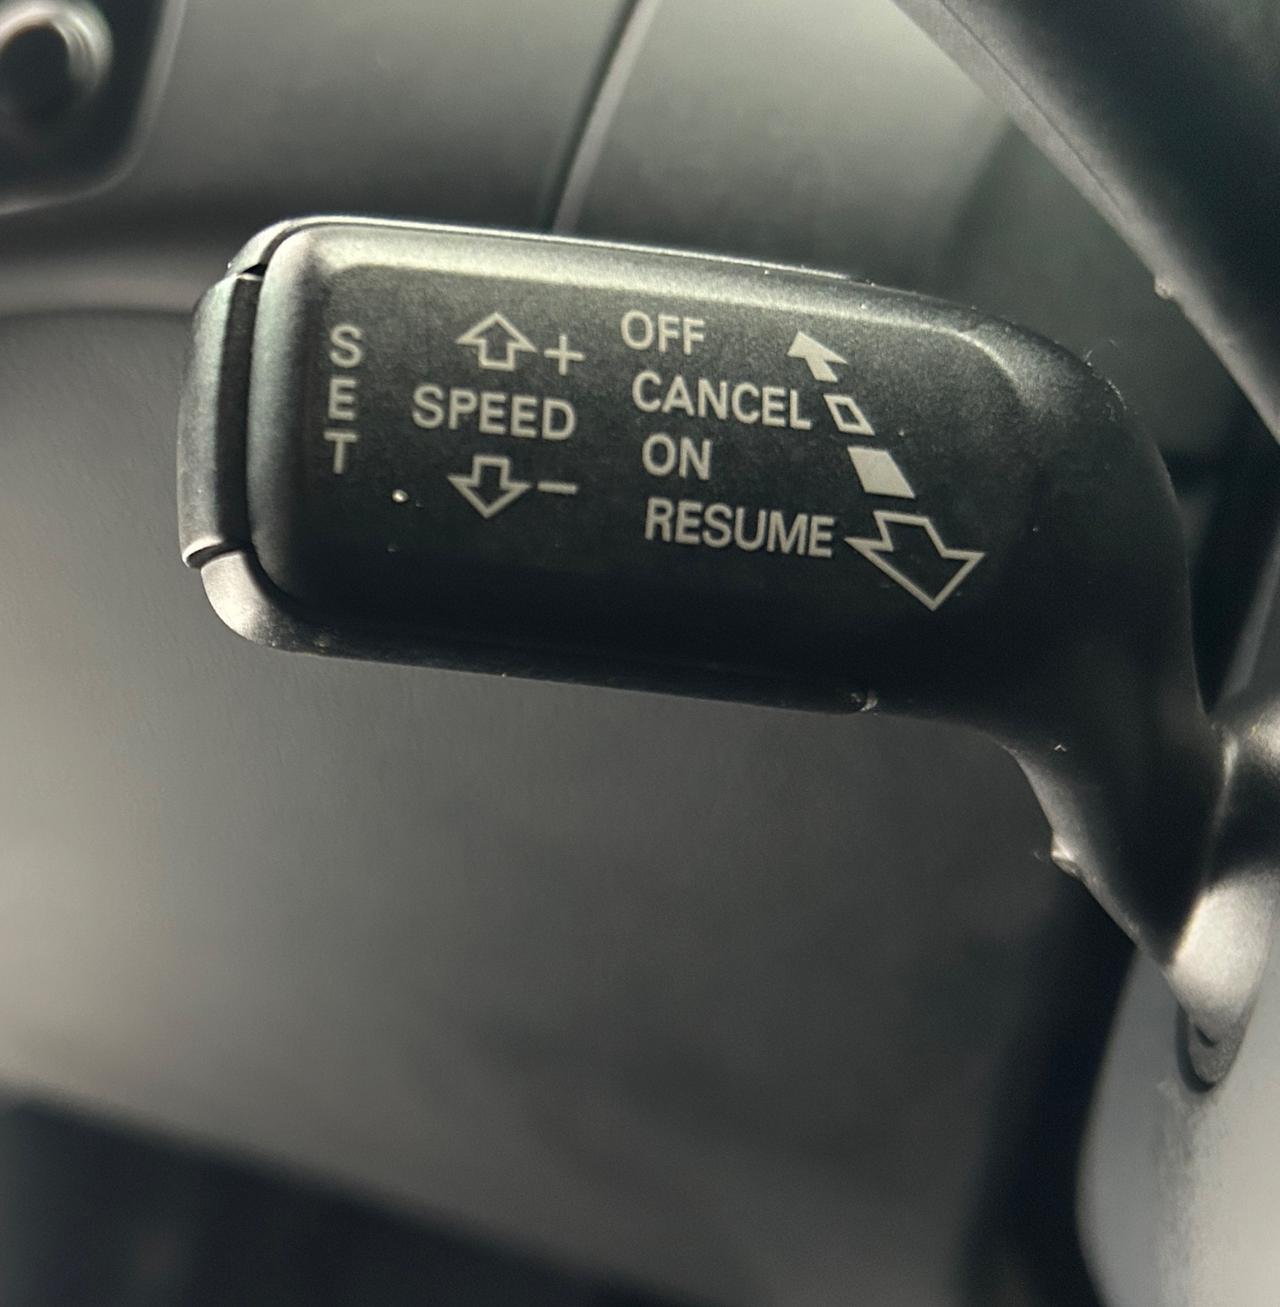 SET
+
SPEED
−
OFF
CANCEL
ON
RESUME